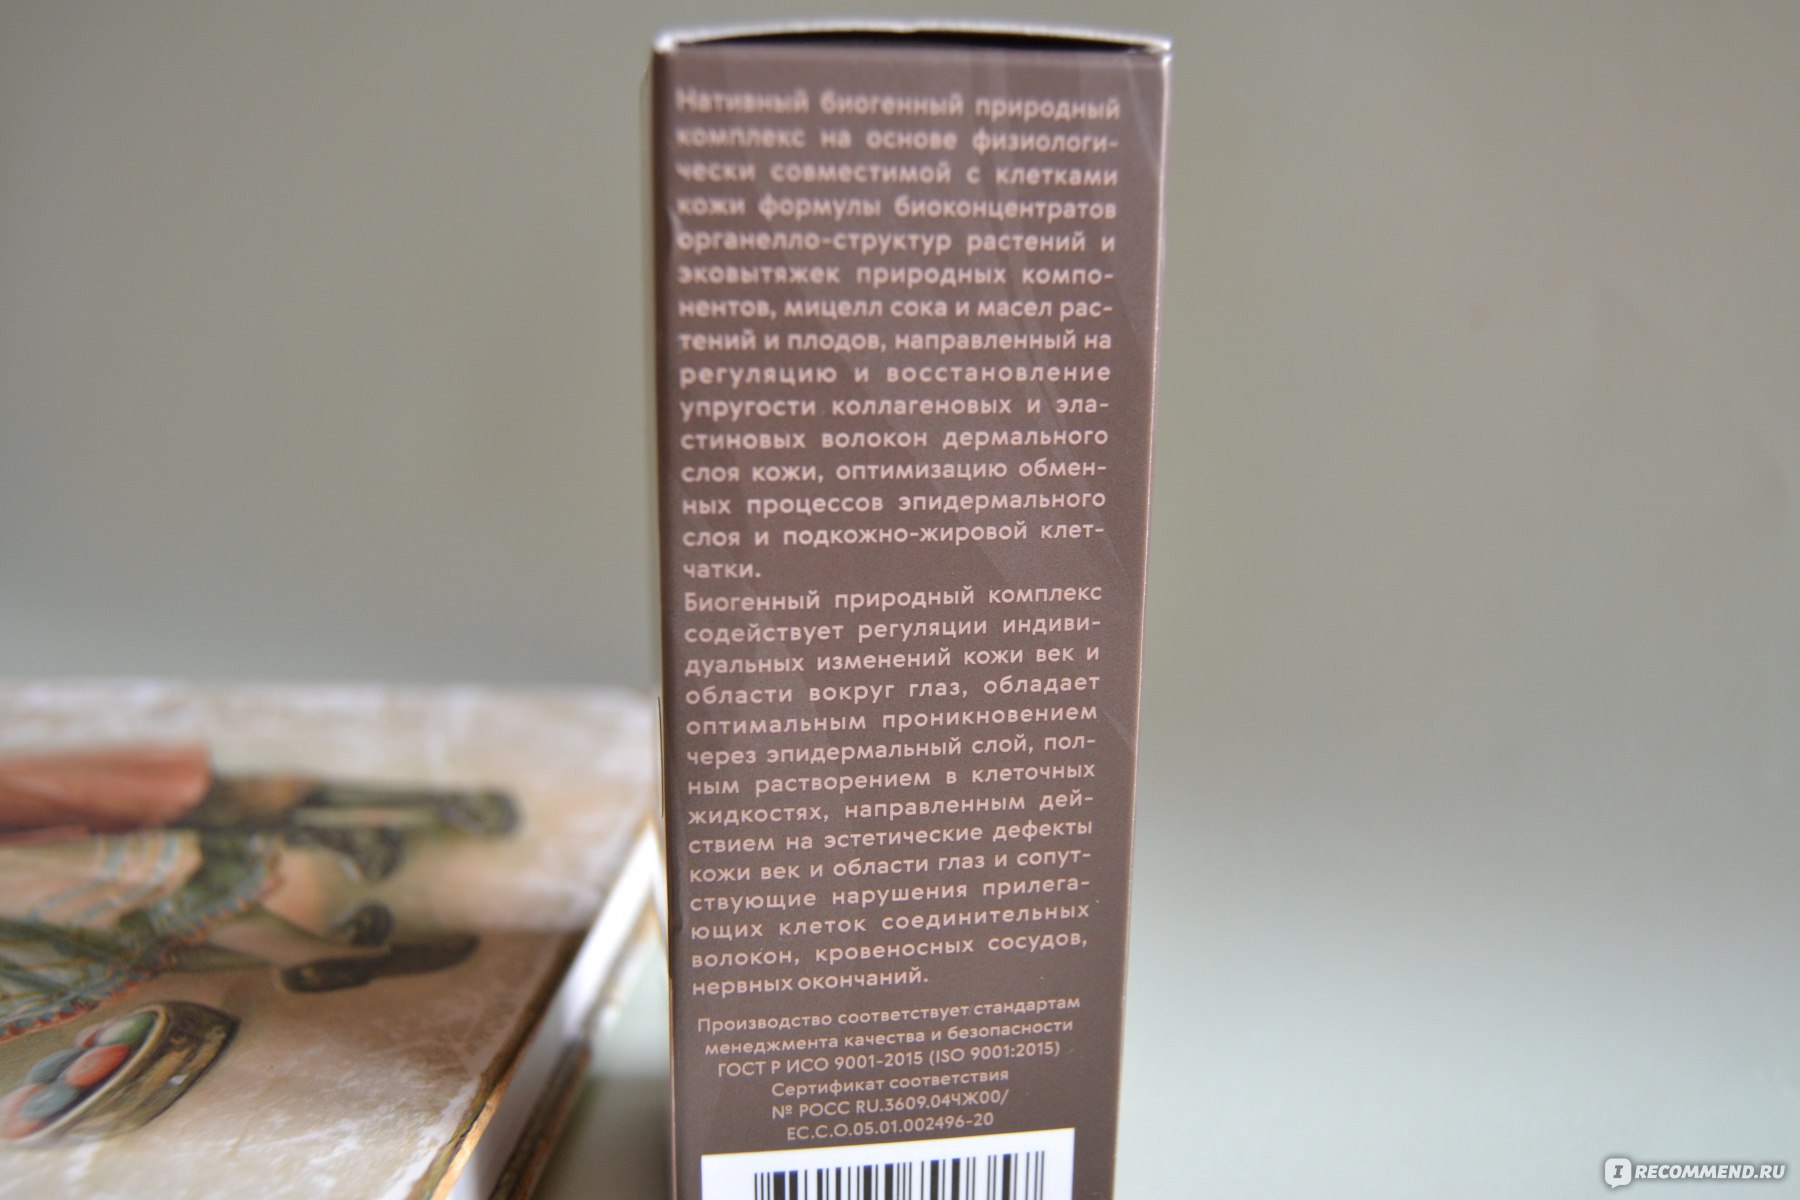 Нативный биогенный природный
комплекс на основе физиологи-
чески совместимой с клетками
кожи формулы биоконцентратов
органелло-структур растений и
эковытяжек природных компо-
нентов, мицелл сока и масел рас-
тений и плодов, направленный на
регуляцию и восстановление
упругости коллагеновых и эла-
стиновых волокон дермального
слоя кожи, оптимизацию обмен-
ных процессов эпидермального
слоя и подкожно-жировой клет-
чатки.
Биогенный природный комплекс
содействует регуляции индиви-
дуальных изменений кожи век и
области вокруг глаз, обладает
оптимальным проникновением
через эпидермальный слой, пол-
ным растворением в клеточных
жидкостях, направленным дей-
ствием на эстетические дефекты
кожи век и области глаз и сопут-
ствующие нарушения прилега-
ющих клеток соединительных
волокон, кровеносных сосудов,
нервных окончаний.
Производство соответствует стандартам
менеджмента качества и безопасности
ГОСТ Р ИСО 9001-2015 (ISO 9001:2015)
Сертификат соответствия
№ РОСС RU.3609.04ЧЖ00/
ЕС.С.О.05.01.002496-20
IRECOMMEND.RU